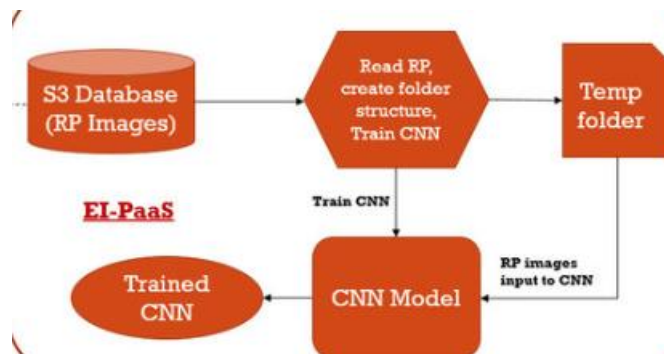 S3 Database
(RP Images)
Read RP,
create folder
structure,
Train CNN
Temp
folder
EI-PaaS
Train CNN
RP images
input to CNN
CNN Model
Trained
CNN